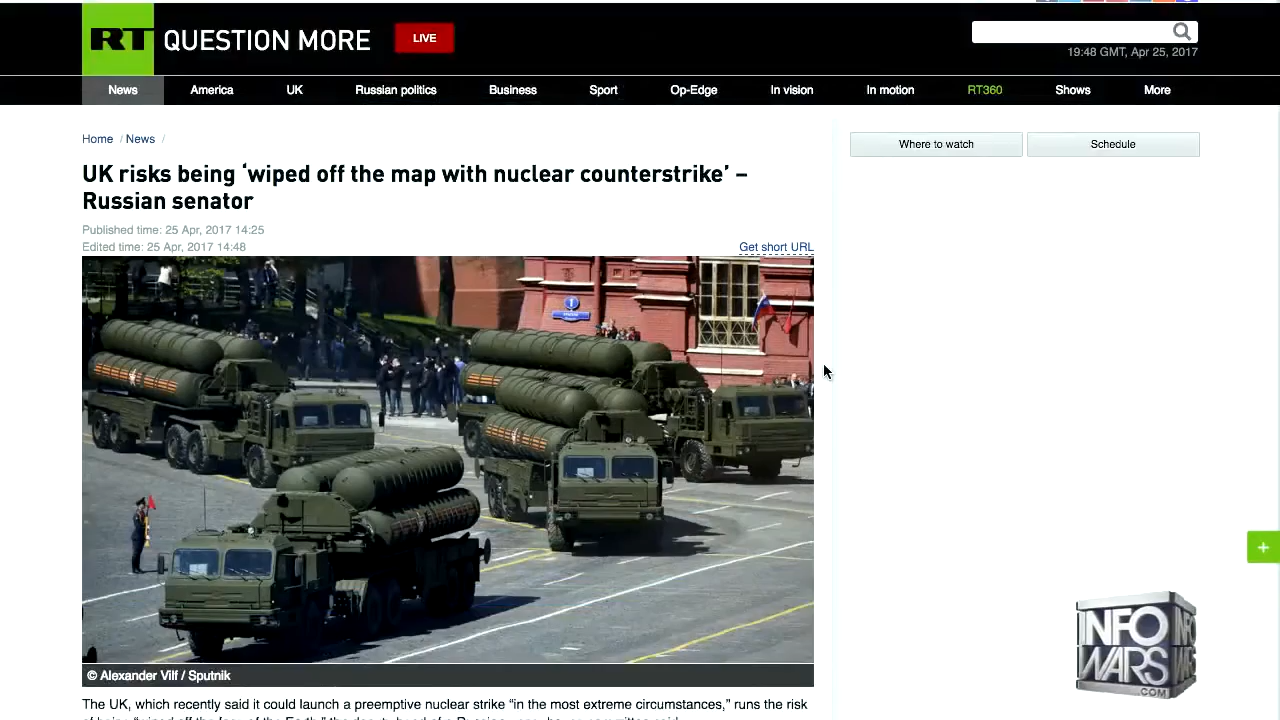 RT QUESTION MORE
LIVE
19:48 GMT, Apr 25, 2017
News America UK Russian politics Business Sport Op-Edge In vision In motion RT360 Shows More
Home / News /
Where to watch
Schedule
UK risks being ‘wiped off the map with nuclear counterstrike’ –
Russian senator
Published time: 25 Apr, 2017 14:25
Edited time: 25 Apr, 2017 14:48
Get short URL
© Alexander Vilf / Sputnik
INFO
WARS
.COM
The UK, which recently said it could launch a preemptive nuclear strike “in the most extreme circumstances,” runs the risk